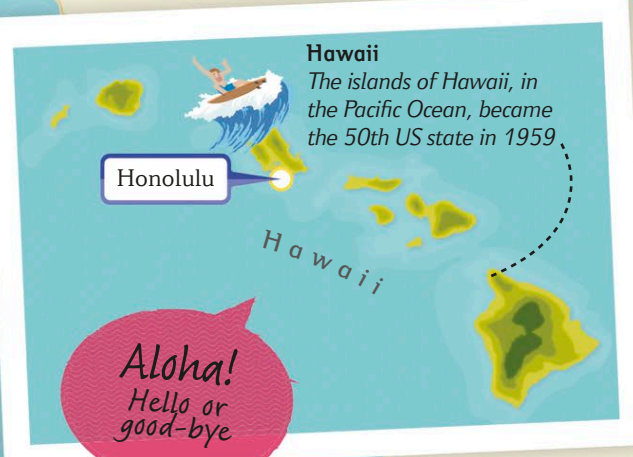 Hawaii
The islands of Hawaii, in
the Pacific Ocean, became
the 50th US state in 1959
Honolulu
Hawaii
Aloha!
Hello or
good-bye